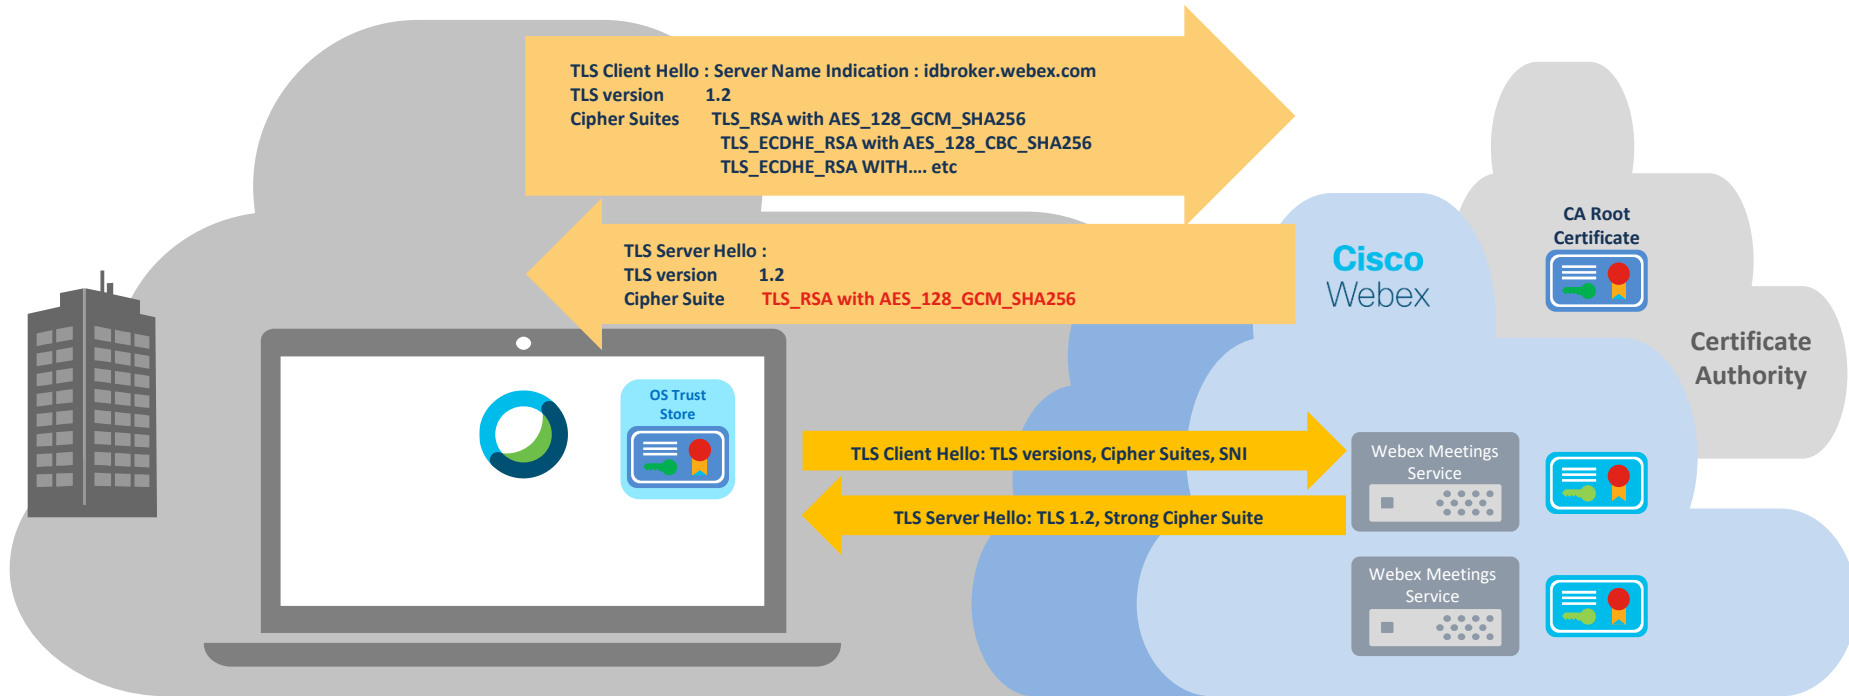 TLS Client Hello : Server Name Indication : idbroker.webex.com
TLS version 1.2
Cipher Suites TLS_RSA with AES_128_GCM_SHA256
TLS_ECDHE_RSA with AES_128_CBC_SHA256
TLS_ECDHE_RSA WITH.... etc
TLS Server Hello :
TLS version 1.2
Cipher Suite TLS_RSA with AES_128_GCM_SHA256
Cisco
Webex
CA Root
Certificate
Certificate
Authority
OS Trust
Store
TLS Client Hello: TLS versions, Cipher Suites, SNI
TLS Server Hello: TLS 1.2, Strong Cipher Suite
Webex Meetings
Service
Webex Meetings
Service